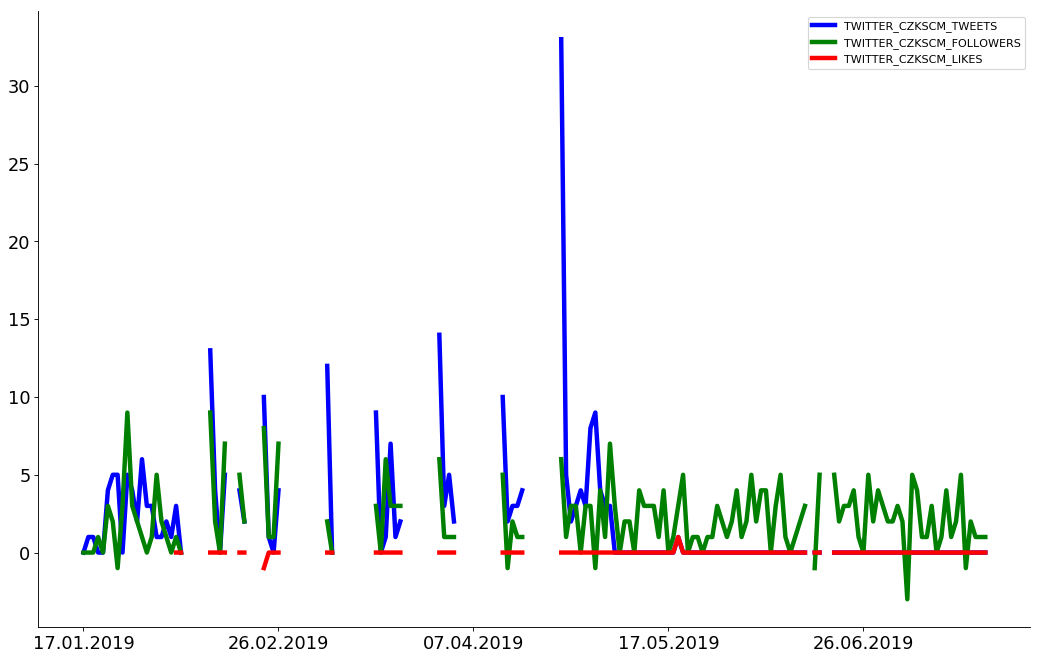 TWITTER_CZKSCM_TWEETS
TWITTER_CZKSCM_FOLLOWERS
TWITTER_CZKSCM_LIKES
30
25
20
15
10
5
0
17.01.2019 26.02.2019 07.04.2019 17.05.2019 26.06.2019